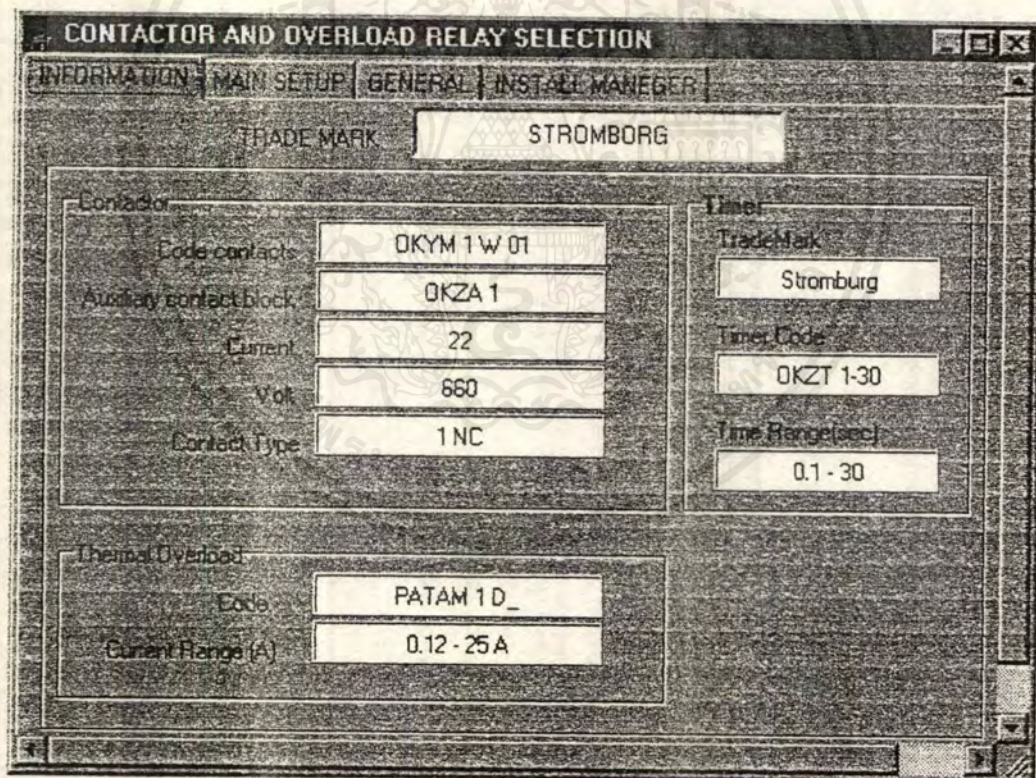 CONTACTOR AND OVERLOAD RELAY SELECTION
INFORMATION MAIN SETUP GENERAL INSTALL MANEGER
TRADE MARK STROMBORG
Contactor
Code contacts OKYM 1 W 01
Auxiliary contact block OKZA 1
Current 22
Volt 660
Contact Type 1 NC
Timer
TradeMark
Stromburg
Timer Code
OKZT 1-30
Time Range(sec)
0.1 - 30
Thermal Overload
Code PATAM 1 D_
Current Range (A) 0.12 - 25 A